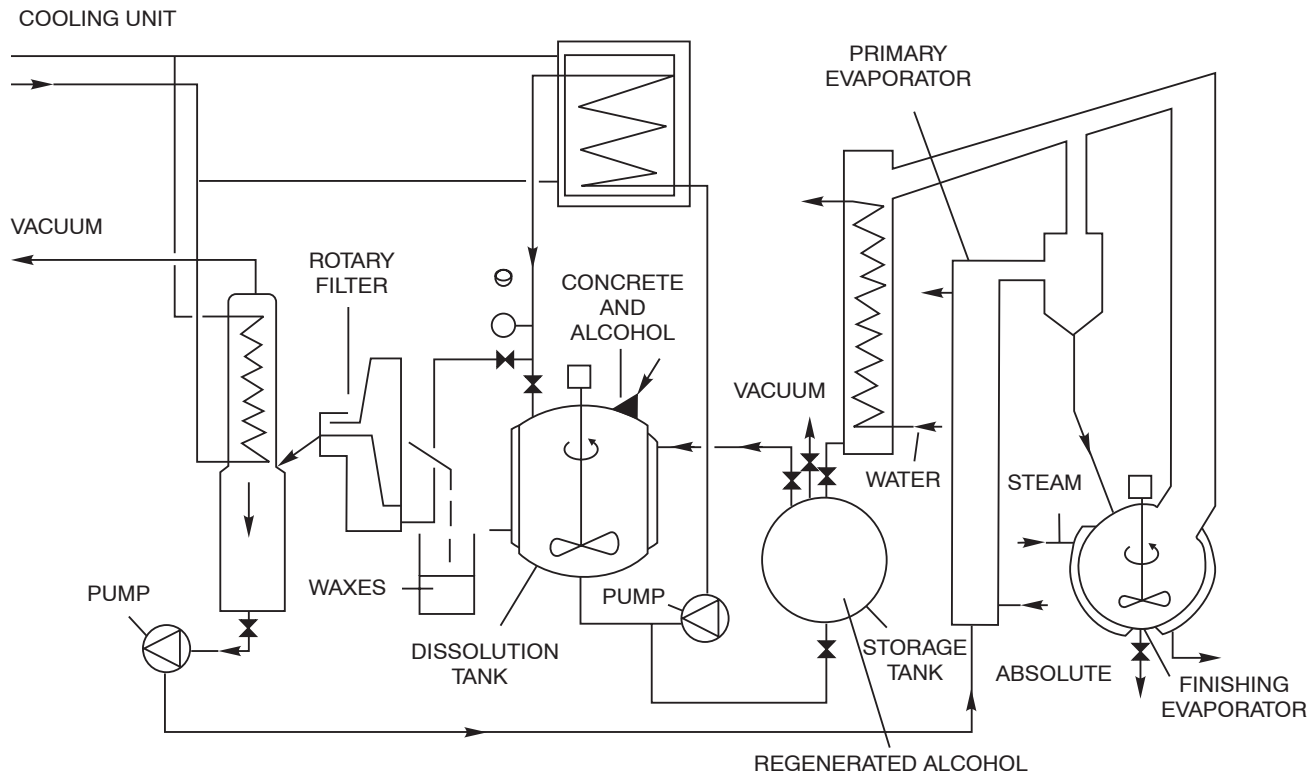 COOLING UNIT
PRIMARY
EVAPORATOR
VACUUM
ROTARY
FILTER
CONCRETE
AND
ALCOHOL
VACUUM
WATER
STEAM
PUMP
WAXES
PUMP
DISSOLUTION
TANK
STORAGE
TANK
ABSOLUTE
FINISHING
EVAPORATOR
REGENERATED ALCOHOL